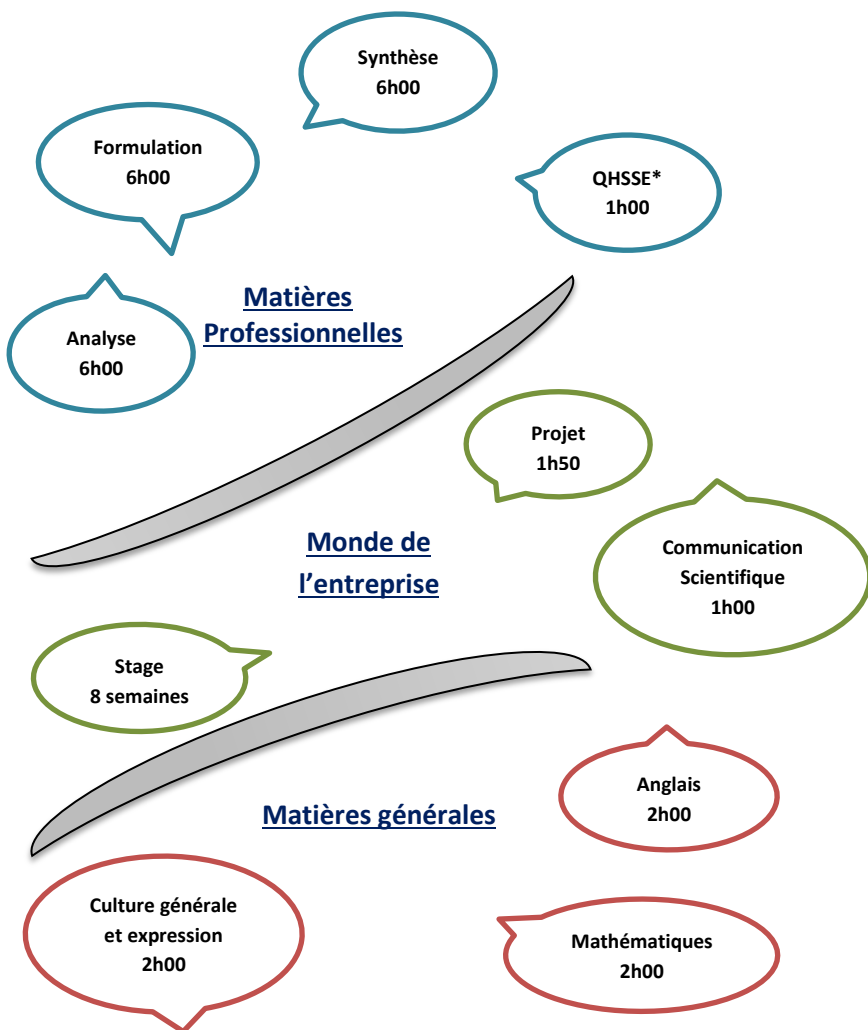 Synthèse
6h00
Formulation
6h00
QHSSE*
1h00
Matières
Professionnelles
Analyse
6h00
Projet
1h50
Monde de
l'entreprise
Communication
Scientifique
1h00
Stage
8 semaines
Matières générales
Anglais
2h00
Culture générale
et expression
2h00
Mathématiques
2h00